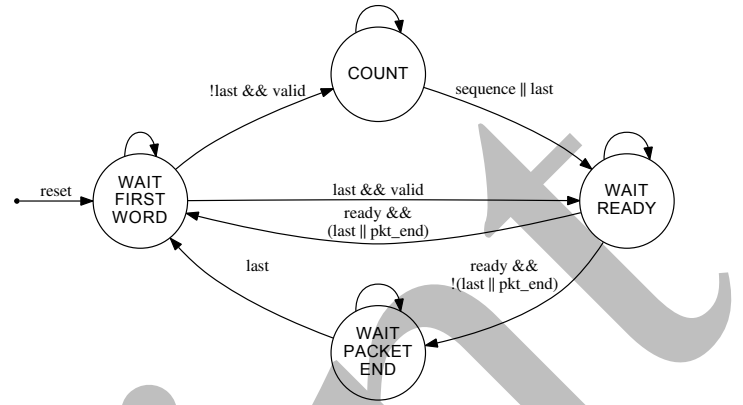 COUNT
!last && valid
sequence || last
WAIT
FIRST
WORD
reset
last && valid
ready &&
(last || pkt_end)
WAIT
READY
last
ready &&
!(last || pkt_end)
WAIT
PACKET
END